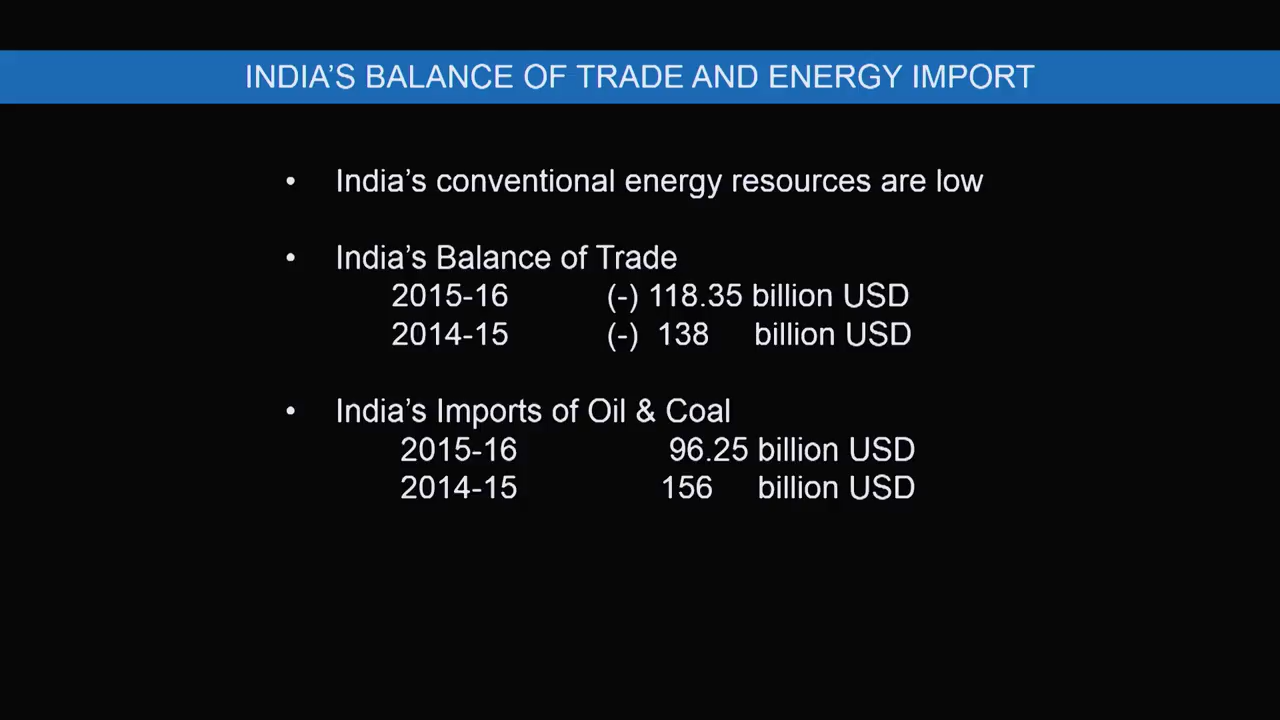 INDIA'S BALANCE OF TRADE AND ENERGY IMPORT
• India's conventional energy resources are low
• India's Balance of Trade
2015-16 (-) 118.35 billion USD
2014-15 (-) 138 billion USD
• India's Imports of Oil & Coal
2015-16 96.25 billion USD
2014-15 156 billion USD